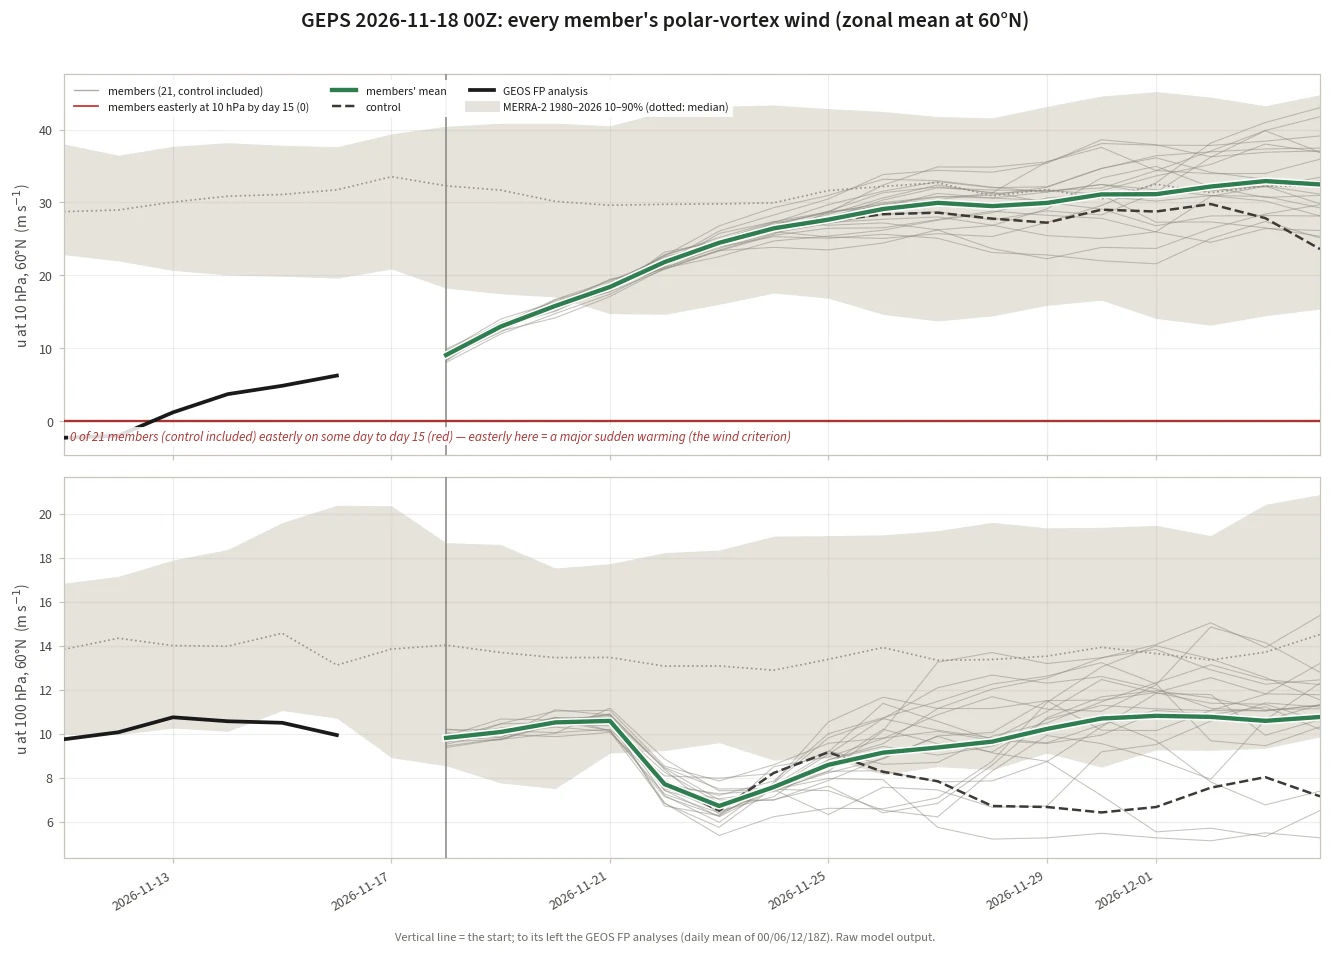 GEPS 2026-11-18 00Z: every member's polar-vortex wind (zonal mean at 60°N)
members (21, control included)
members' mean
GEOS FP analysis
members easterly at 10 hPa by day 15 (0)
control
MERRA-2 1980–2026 10–90% (dotted: median)
u at 10 hPa, 60°N (m s⁻¹)
40
30
20
10
0
0 of 21 members (control included) easterly on some day to day 15 (red) — easterly here = a major sudden warming (the wind criterion)
u at 100 hPa, 60°N (m s⁻¹)
20
18
16
14
12
10
8
6
2026-11-13
2026-11-17
2026-11-21
2026-11-25
2026-11-29
2026-12-01
Vertical line = the start; to its left the GEOS FP analyses (daily mean of 00/06/12/18Z). Raw model output.